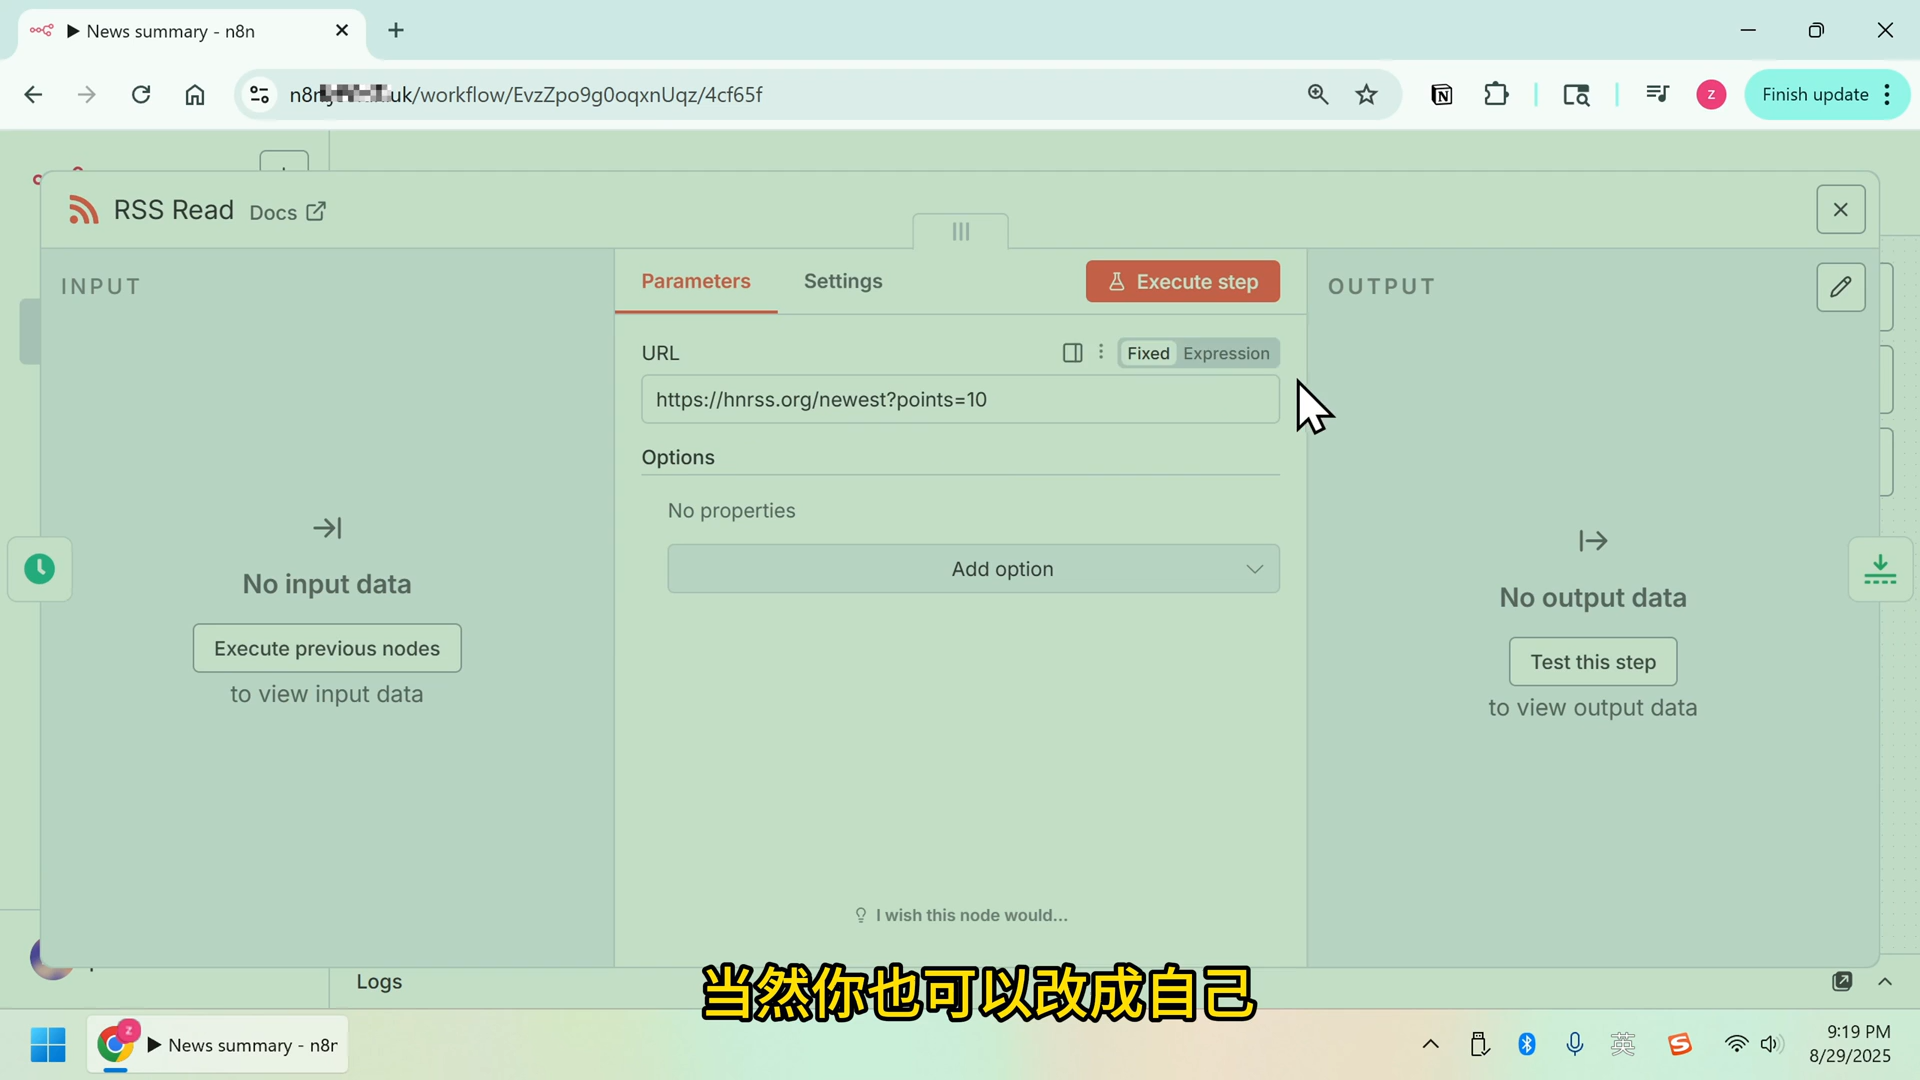 News summary - n8n
n8n
uk/workflow/EvzZpo9g0oqxnUqz/4cf65f
z
Finish update
RSS Read
Docs
INPUT
Parameters
Settings
Execute step
OUTPUT
URL
Fixed
Expression
https://hnrss.org/newest?points=10
Options
No properties
Add option
No input data
Execute previous nodes
to view input data
No output data
Test this step
to view output data
I wish this node would...
Logs
当然你也可以改成自己
z
News summary - n8r
英
9:19 PM
8/29/2025